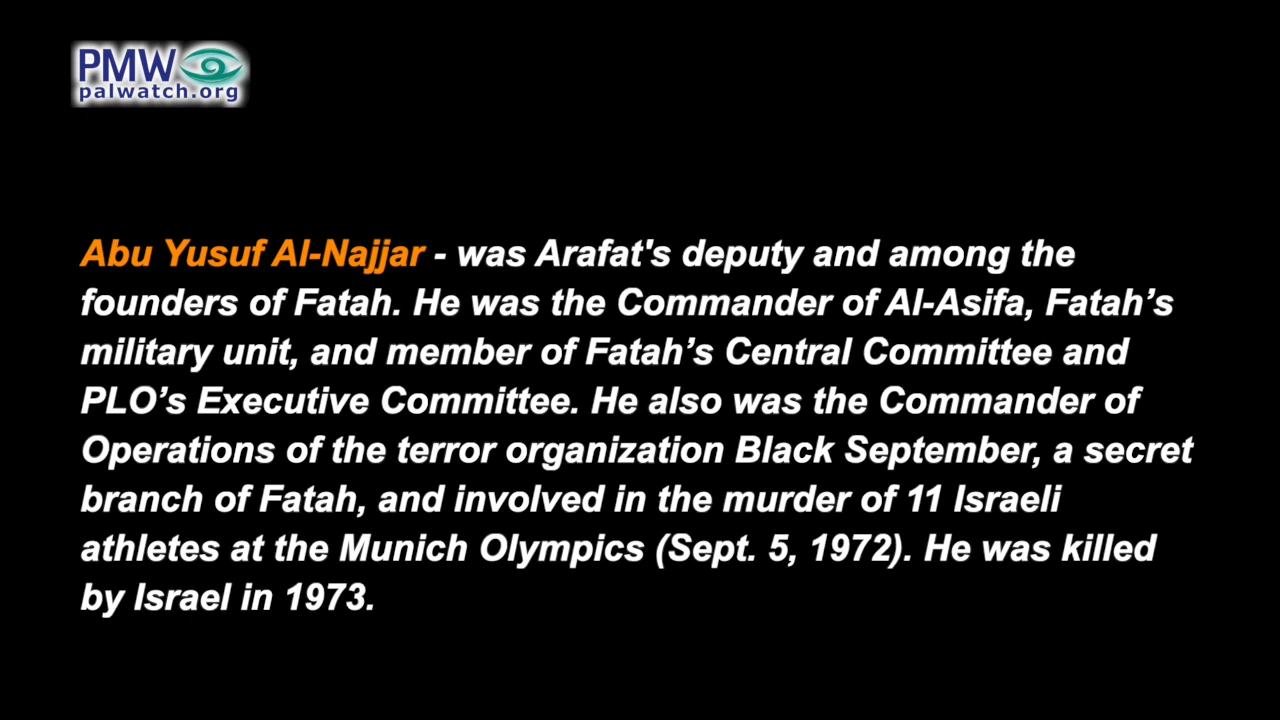 PMW
palwatch.org
Abu Yusuf Al-Najjar - was Arafat's deputy and among the
founders of Fatah. He was the Commander of Al-Asifa, Fatah’s
military unit, and member of Fatah’s Central Committee and
PLO’s Executive Committee. He also was the Commander of
Operations of the terror organization Black September, a secret
branch of Fatah, and involved in the murder of 11 Israeli
athletes at the Munich Olympics (Sept. 5, 1972). He was killed
by Israel in 1973.